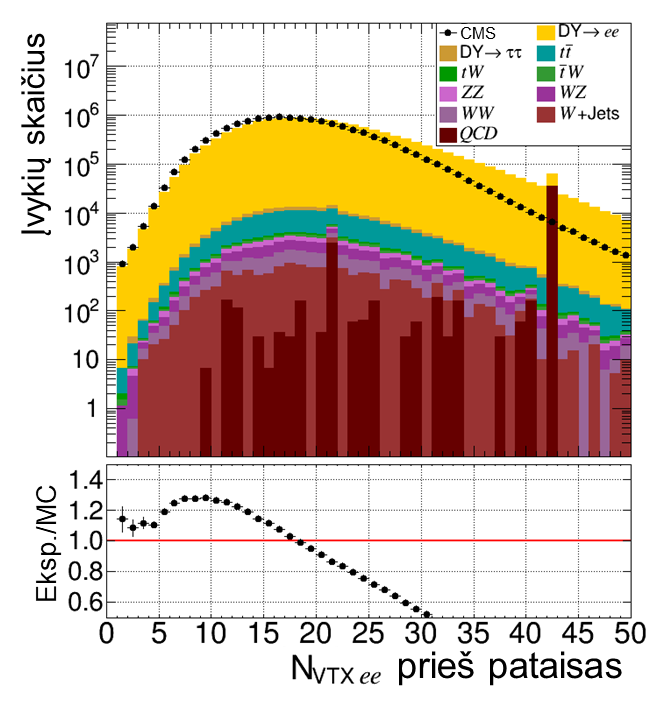 CMS
DY→ ee
DY→ ττ
tt̄
tW
t̄W
ZZ
WZ
WW
W+Jets
QCD
Įvykių skaičius
10⁷
10⁶
10⁵
10⁴
10³
10²
10
1
Eksp./MC
1.4
1.2
1.0
0.8
0.6
0 5 10 15 20 25 30 35 40 45 50
N_VTX ee prieš pataisas